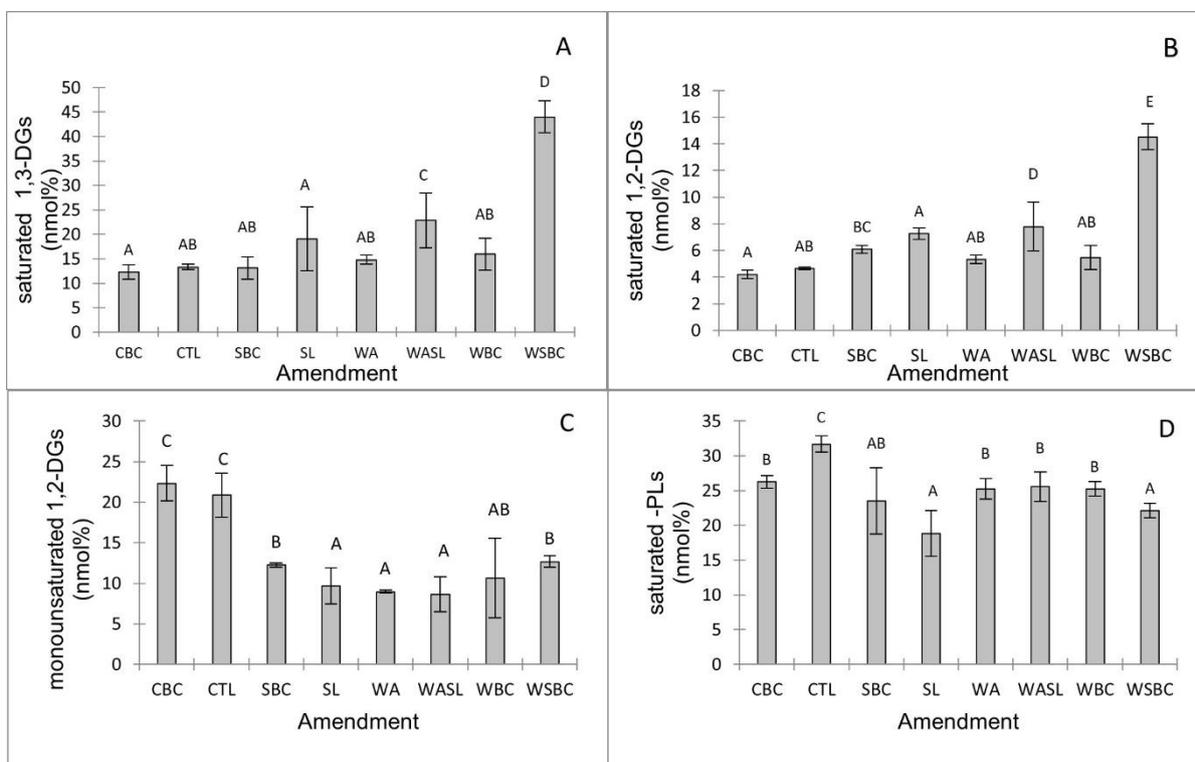 A
saturated 1,3-DGs
(nmol%)
50
45
40
35
30
25
20
15
10
5
0
A
AB
AB
A
AB
C
AB
D
CBC CTL SBC SL WA WASL WBC WSBC
Amendment
B
saturated 1,2-DGs
(nmol%)
18
16
14
12
10
8
6
4
2
0
A
AB
BC
A
AB
D
AB
E
CBC CTL SBC SL WA WASL WBC WSBC
Amendment
C
monounsaturated 1,2-DGs
(nmol%)
30
25
20
15
10
5
0
C
C
B
A
A
A
AB
B
CBC CTL SBC SL WA WASL WBC WSBC
Amendment
D
saturated -PLs
(nmol%)
35
30
25
20
15
10
5
0
B
C
AB
A
B
B
B
A
CBC CTL SBC SL WA WASL WBC WSBC
Amendment